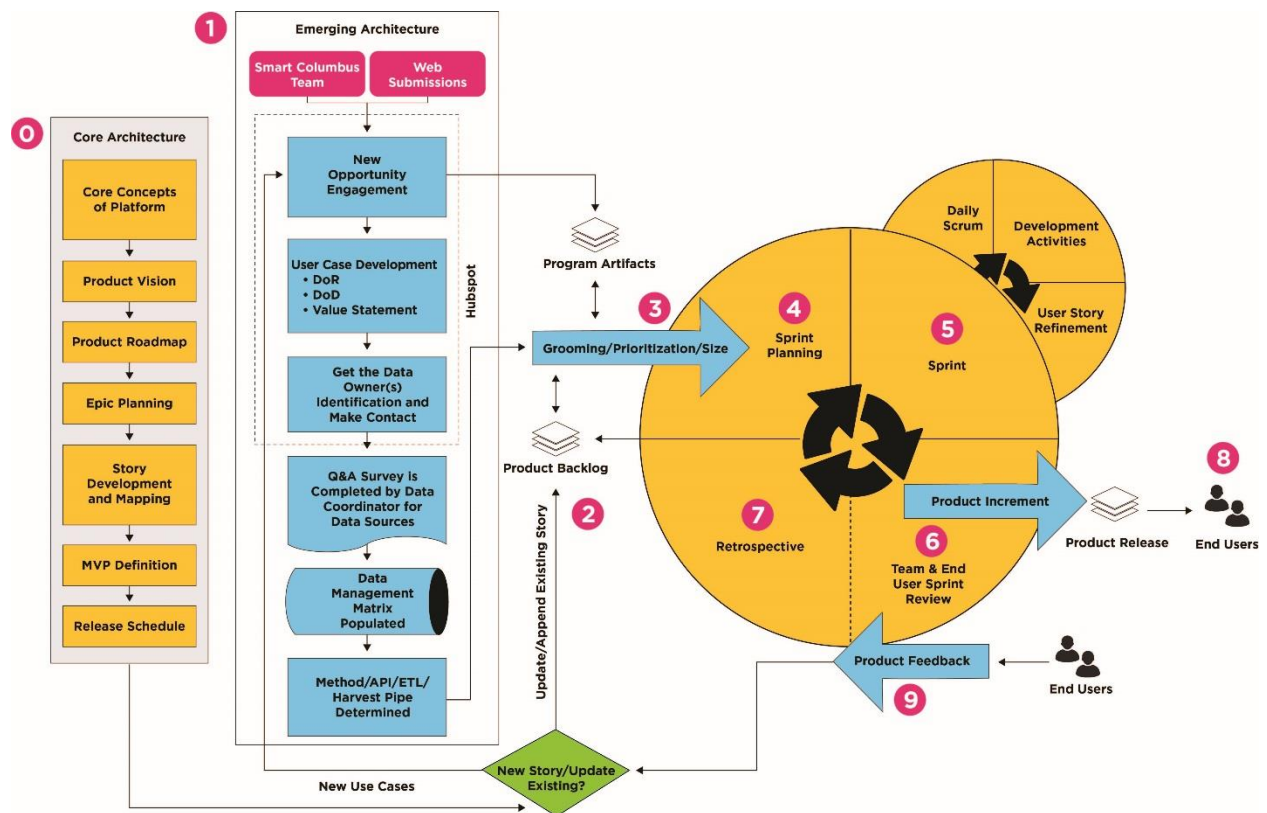 0
Core Architecture
Core Concepts
of Platform
Product Vision
Product Roadmap
Epic Planning
Story
Development
and Mapping
MVP Definition
Release Schedule
1
Emerging Architecture
Smart Columbus
Team
Web
Submissions
New
Opportunity
Engagement
User Case Development
• DoR
• DoD
• Value Statement
Get the Data
Owner(s)
Identification and
Make Contact
Hubspot
Q&A Survey is
Completed by Data
Coordinator for
Data Sources
Data
Management
Matrix
Populated
Method/API/ETL/
Harvest Pipe
Determined
Program Artifacts
3
Grooming/Prioritization/Size
Product Backlog
2
Update/Append Existing Story
New Story/Update
Existing?
New Use Cases
4
Sprint
Planning
5
Sprint
Daily
Scrum
Development
Activities
User Story
Refinement
7
Retrospective
Product Increment
6
Team & End
User Sprint
Review
Product Release
8
End Users
Product Feedback
9
End Users